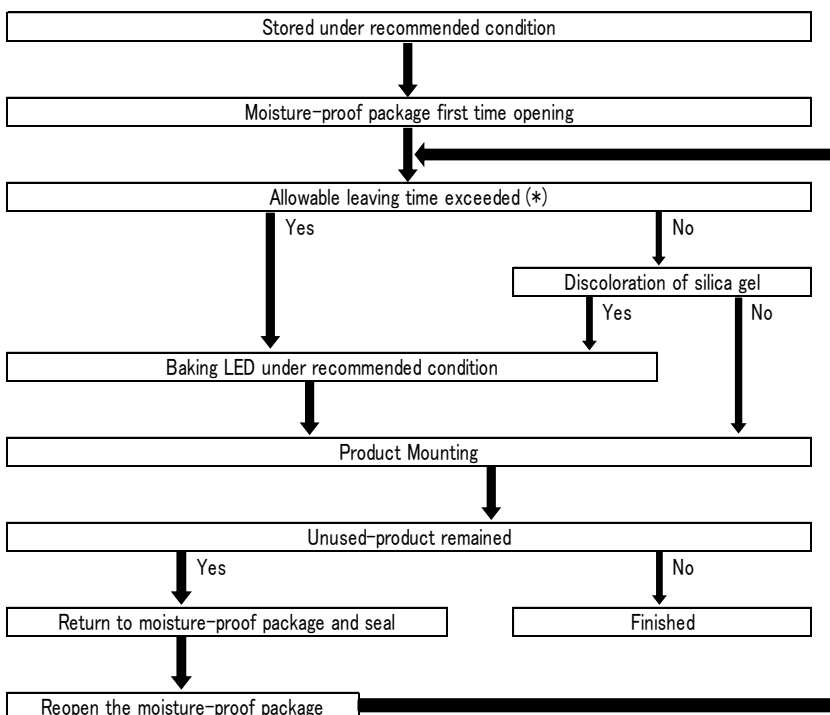 Stored under recommended condition
Moisture-proof package first time opening
Allowable leaving time exceeded (*)
Yes
No
Discoloration of silica gel
Yes
No
Baking LED under recommended condition
Product Mounting
Unused-product remained
Yes
No
Return to moisture-proof package and seal
Finished
Reopen the moisture-proof package